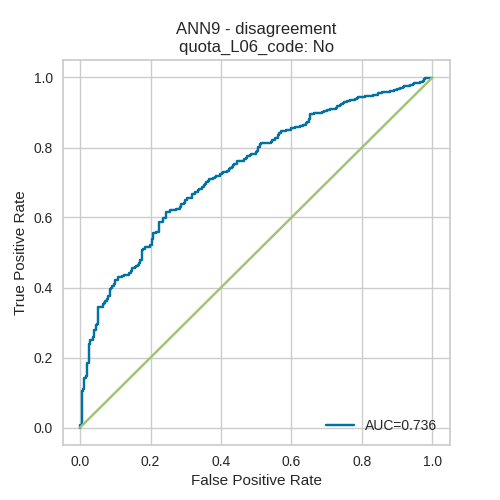 ANN9 - disagreement
quota_L06_code: No
True Positive Rate
1.0
0.8
0.6
0.4
0.2
0.0
AUC=0.736
0.0 0.2 0.4 0.6 0.8 1.0
False Positive Rate